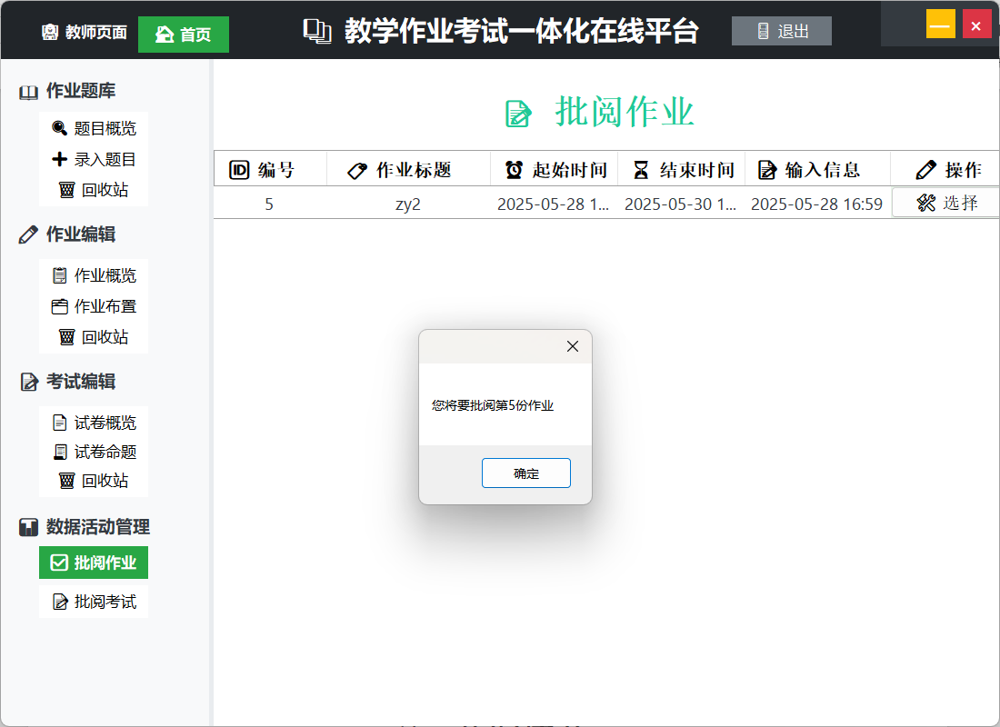 教师页面 首页 教学作业考试一体化在线平台 退出
作业题库
题目概览
录入题目
回收站
作业编辑
作业概览
作业布置
回收站
考试编辑
试卷概览
试卷命题
回收站
数据活动管理
批阅作业
批阅考试
批阅作业
ID 编号 作业标题 起始时间 结束时间 输入信息 操作
5 zy2 2025-05-28 1... 2025-05-30 1... 2025-05-28 16:59 选择
您将要批阅第5份作业
确定